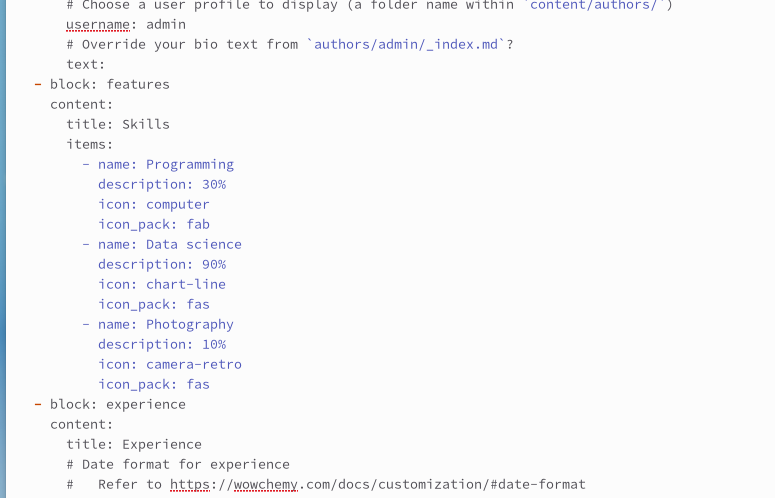 # Choose a user profile to display (a folder name within `content/authors/`)
username: admin
# Override your bio text from `authors/admin/_index.md`?
text:
- block: features
content:
title: Skills
items:
- name: Programming
description: 30%
icon: computer
icon_pack: fab
- name: Data science
description: 90%
icon: chart-line
icon_pack: fas
- name: Photography
description: 10%
icon: camera-retro
icon_pack: fas
- block: experience
content:
title: Experience
# Date format for experience
#   Refer to https://wowchemy.com/docs/customization/#date-format